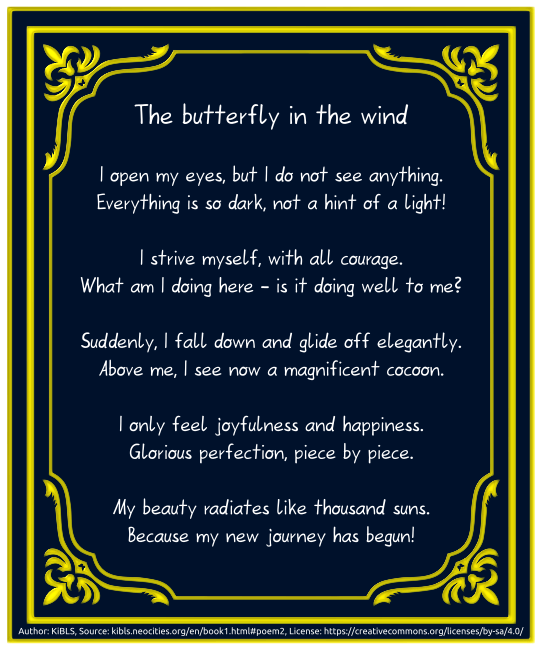 The butterfly in the wind
I open my eyes, but I do not see anything.
Everything is so dark, not a hint of a light!
I strive myself, with all courage.
What am I doing here – is it doing well to me?
Suddenly, I fall down and glide off elegantly.
Above me, I see now a magnificent cocoon.
I only feel joyfulness and happiness.
Glorious perfection, piece by piece.
My beauty radiates like thousand suns.
Because my new journey has begun!
Author: KiBLS, Source: kibls.neocities.org/en/book1.html#poem2, License: https://creativecommons.org/licenses/by-sa/4.0/